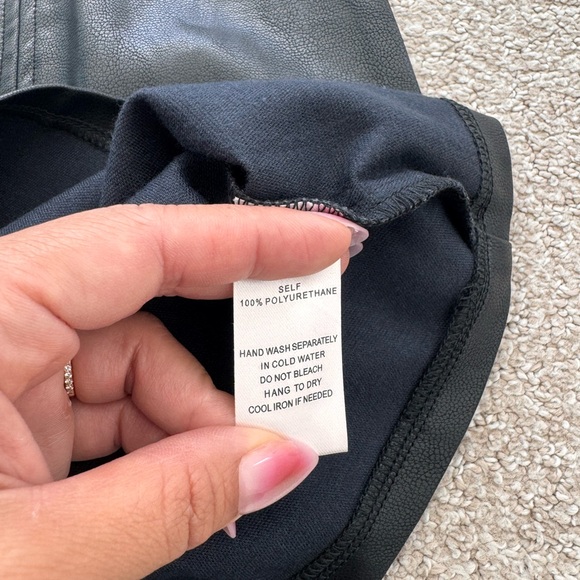 SELF
100% POLYURETHANE
HAND WASH SEPARATELY
IN COLD WATER
DO NOT BLEACH
HANG TO DRY
COOL IRON IF NEEDED